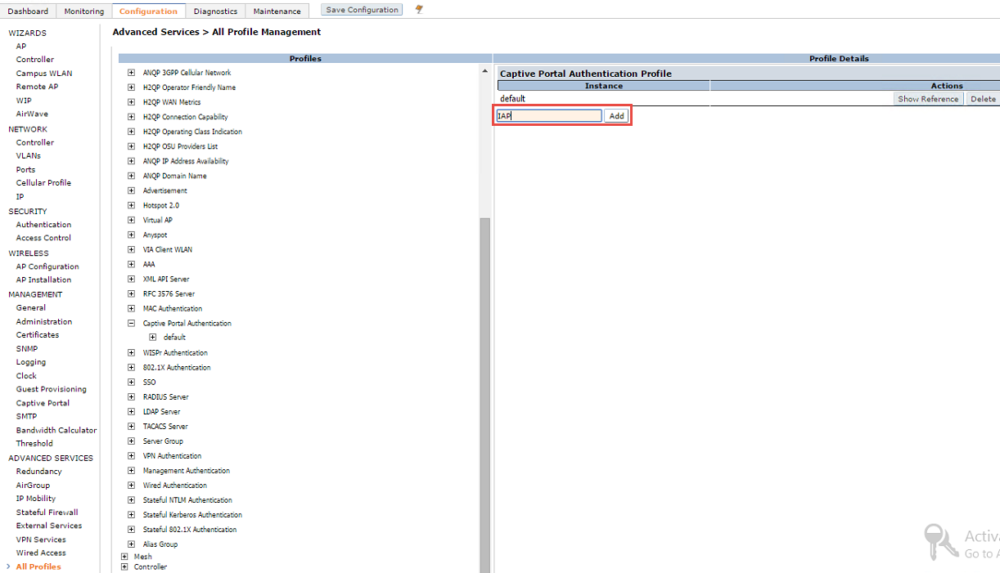 Dashboard Monitoring Configuration Diagnostics Maintenance Save Configuration
WIZARDS
AP
Controller
Campus WLAN
Remote AP
WIP
AirWave
NETWORK
Controller
VLANs
Ports
Cellular Profile
IP
SECURITY
Authentication
Access Control
WIRELESS
AP Configuration
AP Installation
MANAGEMENT
General
Administration
Certificates
SNMP
Logging
Clock
Guest Provisioning
Captive Portal
SMTP
Bandwidth Calculator
Threshold
ADVANCED SERVICES
Redundancy
AirGroup
IP Mobility
Stateful Firewall
External Services
VPN Services
Wired Access
All Profiles
Advanced Services > All Profile Management
Profiles
ANQP 3GPP Cellular Network
H2QP Operator Friendly Name
H2QP WAN Metrics
H2QP Connection Capability
H2QP Operating Class Indication
H2QP OSU Providers List
ANQP IP Address Availability
ANQP Domain Name
Advertisement
Hotspot 2.0
Virtual AP
Anyspot
VIA Client WLAN
AAA
XML API Server
RFC 3576 Server
MAC Authentication
Captive Portal Authentication
default
WISPr Authentication
802.1X Authentication
SSO
RADIUS Server
LDAP Server
TACACS Server
Server Group
VPN Authentication
Management Authentication
Wired Authentication
Stateful NTLM Authentication
Stateful Kerberos Authentication
Stateful 802.1X Authentication
Alias Group
Mesh
Controller
Profile Details
Captive Portal Authentication Profile
Instance Actions
default Show Reference Delete
IAP Add
Activa
Go to A